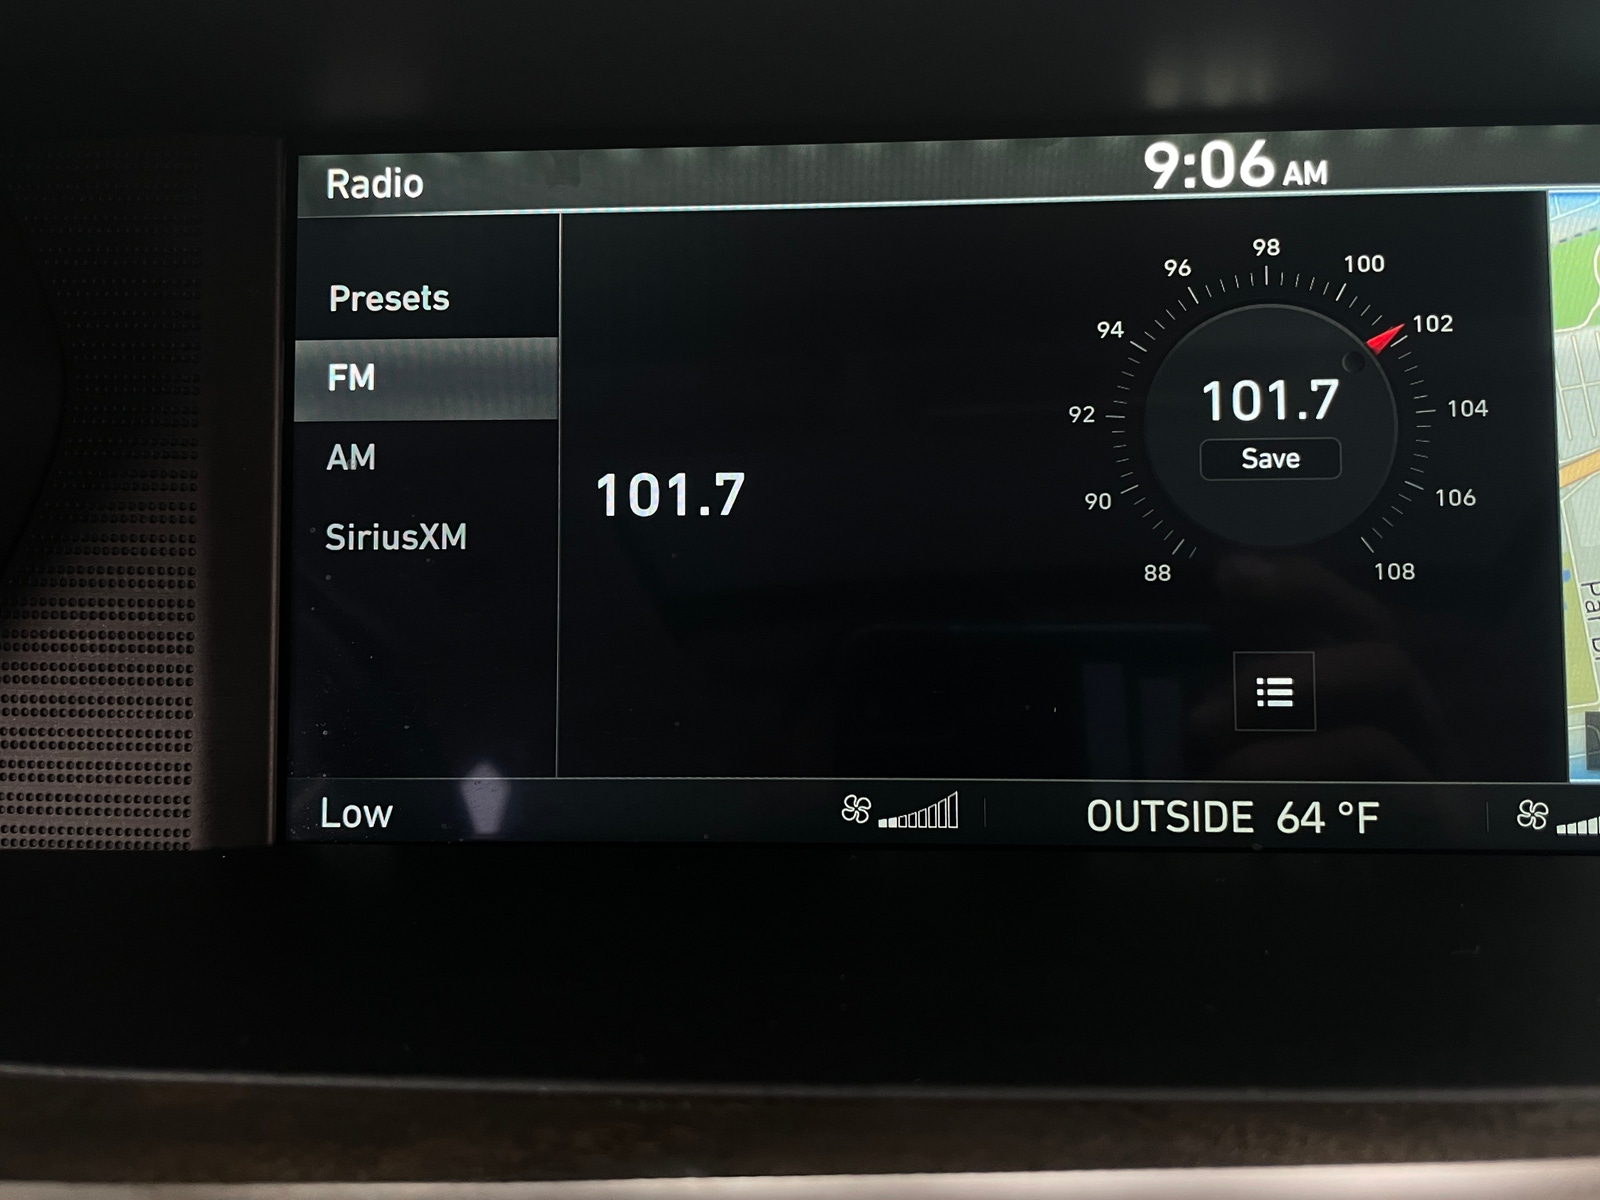 Radio
9:06 AM
Presets
FM
AM
SiriusXM
101.7
88
90
92
94
96
98
100
102
104
106
108
101.7
Save
Low
OUTSIDE 64 °F